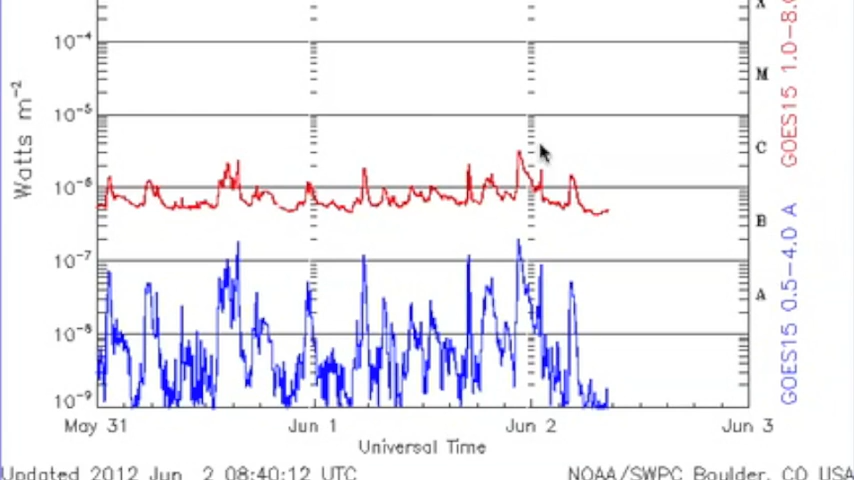 X
10-4
M
10-5
C
10-6
B
10-7
A
10-8
10-9
Watts m-2
GOES15 1.0-8.
GOES15 0.5-4.0 A
May 31
Jun 1
Jun 2
Jun 3
Universal Time
Updated 2012 Jun 2 08:40:12 UTC
NOAA/SWPC Boulder, CO USA